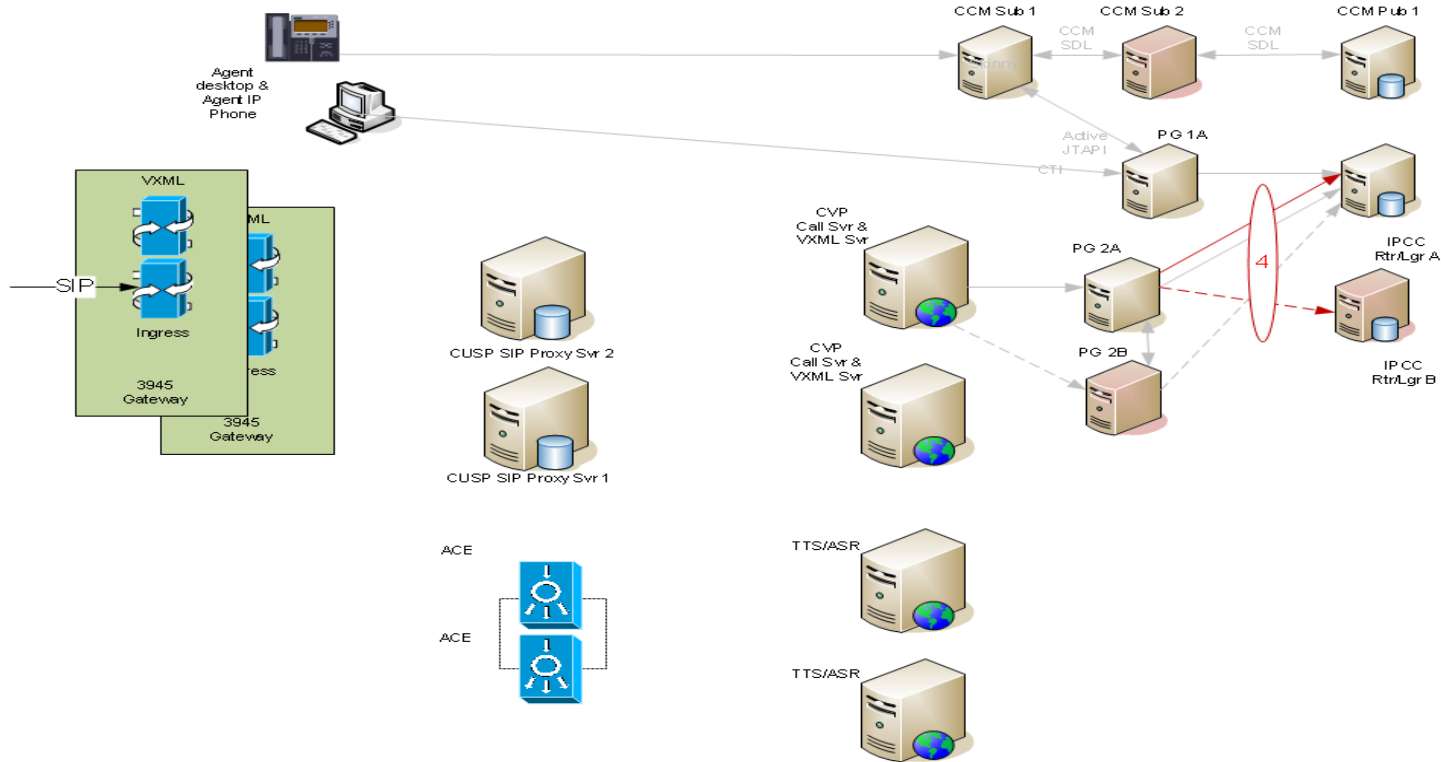 CCM Sub 1
CCM Sub 2
CCM Pub 1
CCM
SDL
CCM
SDL
Skinny
Agent
desktop &
Agent IP
Phone
Active
JTAPI
PG 1A
CTI
VXML
ML
SIP
Ingress
ress
3945
Gateway
3945
Gateway
CUSP SIP Proxy Svr 2
CUSP SIP Proxy Svr 1
CVP
Call Svr &
VXML Svr
CVP
Call Svr &
VXML Svr
PG 2A
PG 2B
4
IPCC
Rtr/Lgr A
IPCC
Rtr/Lgr B
ACE
ACE
TTS/ASR
TTS/ASR